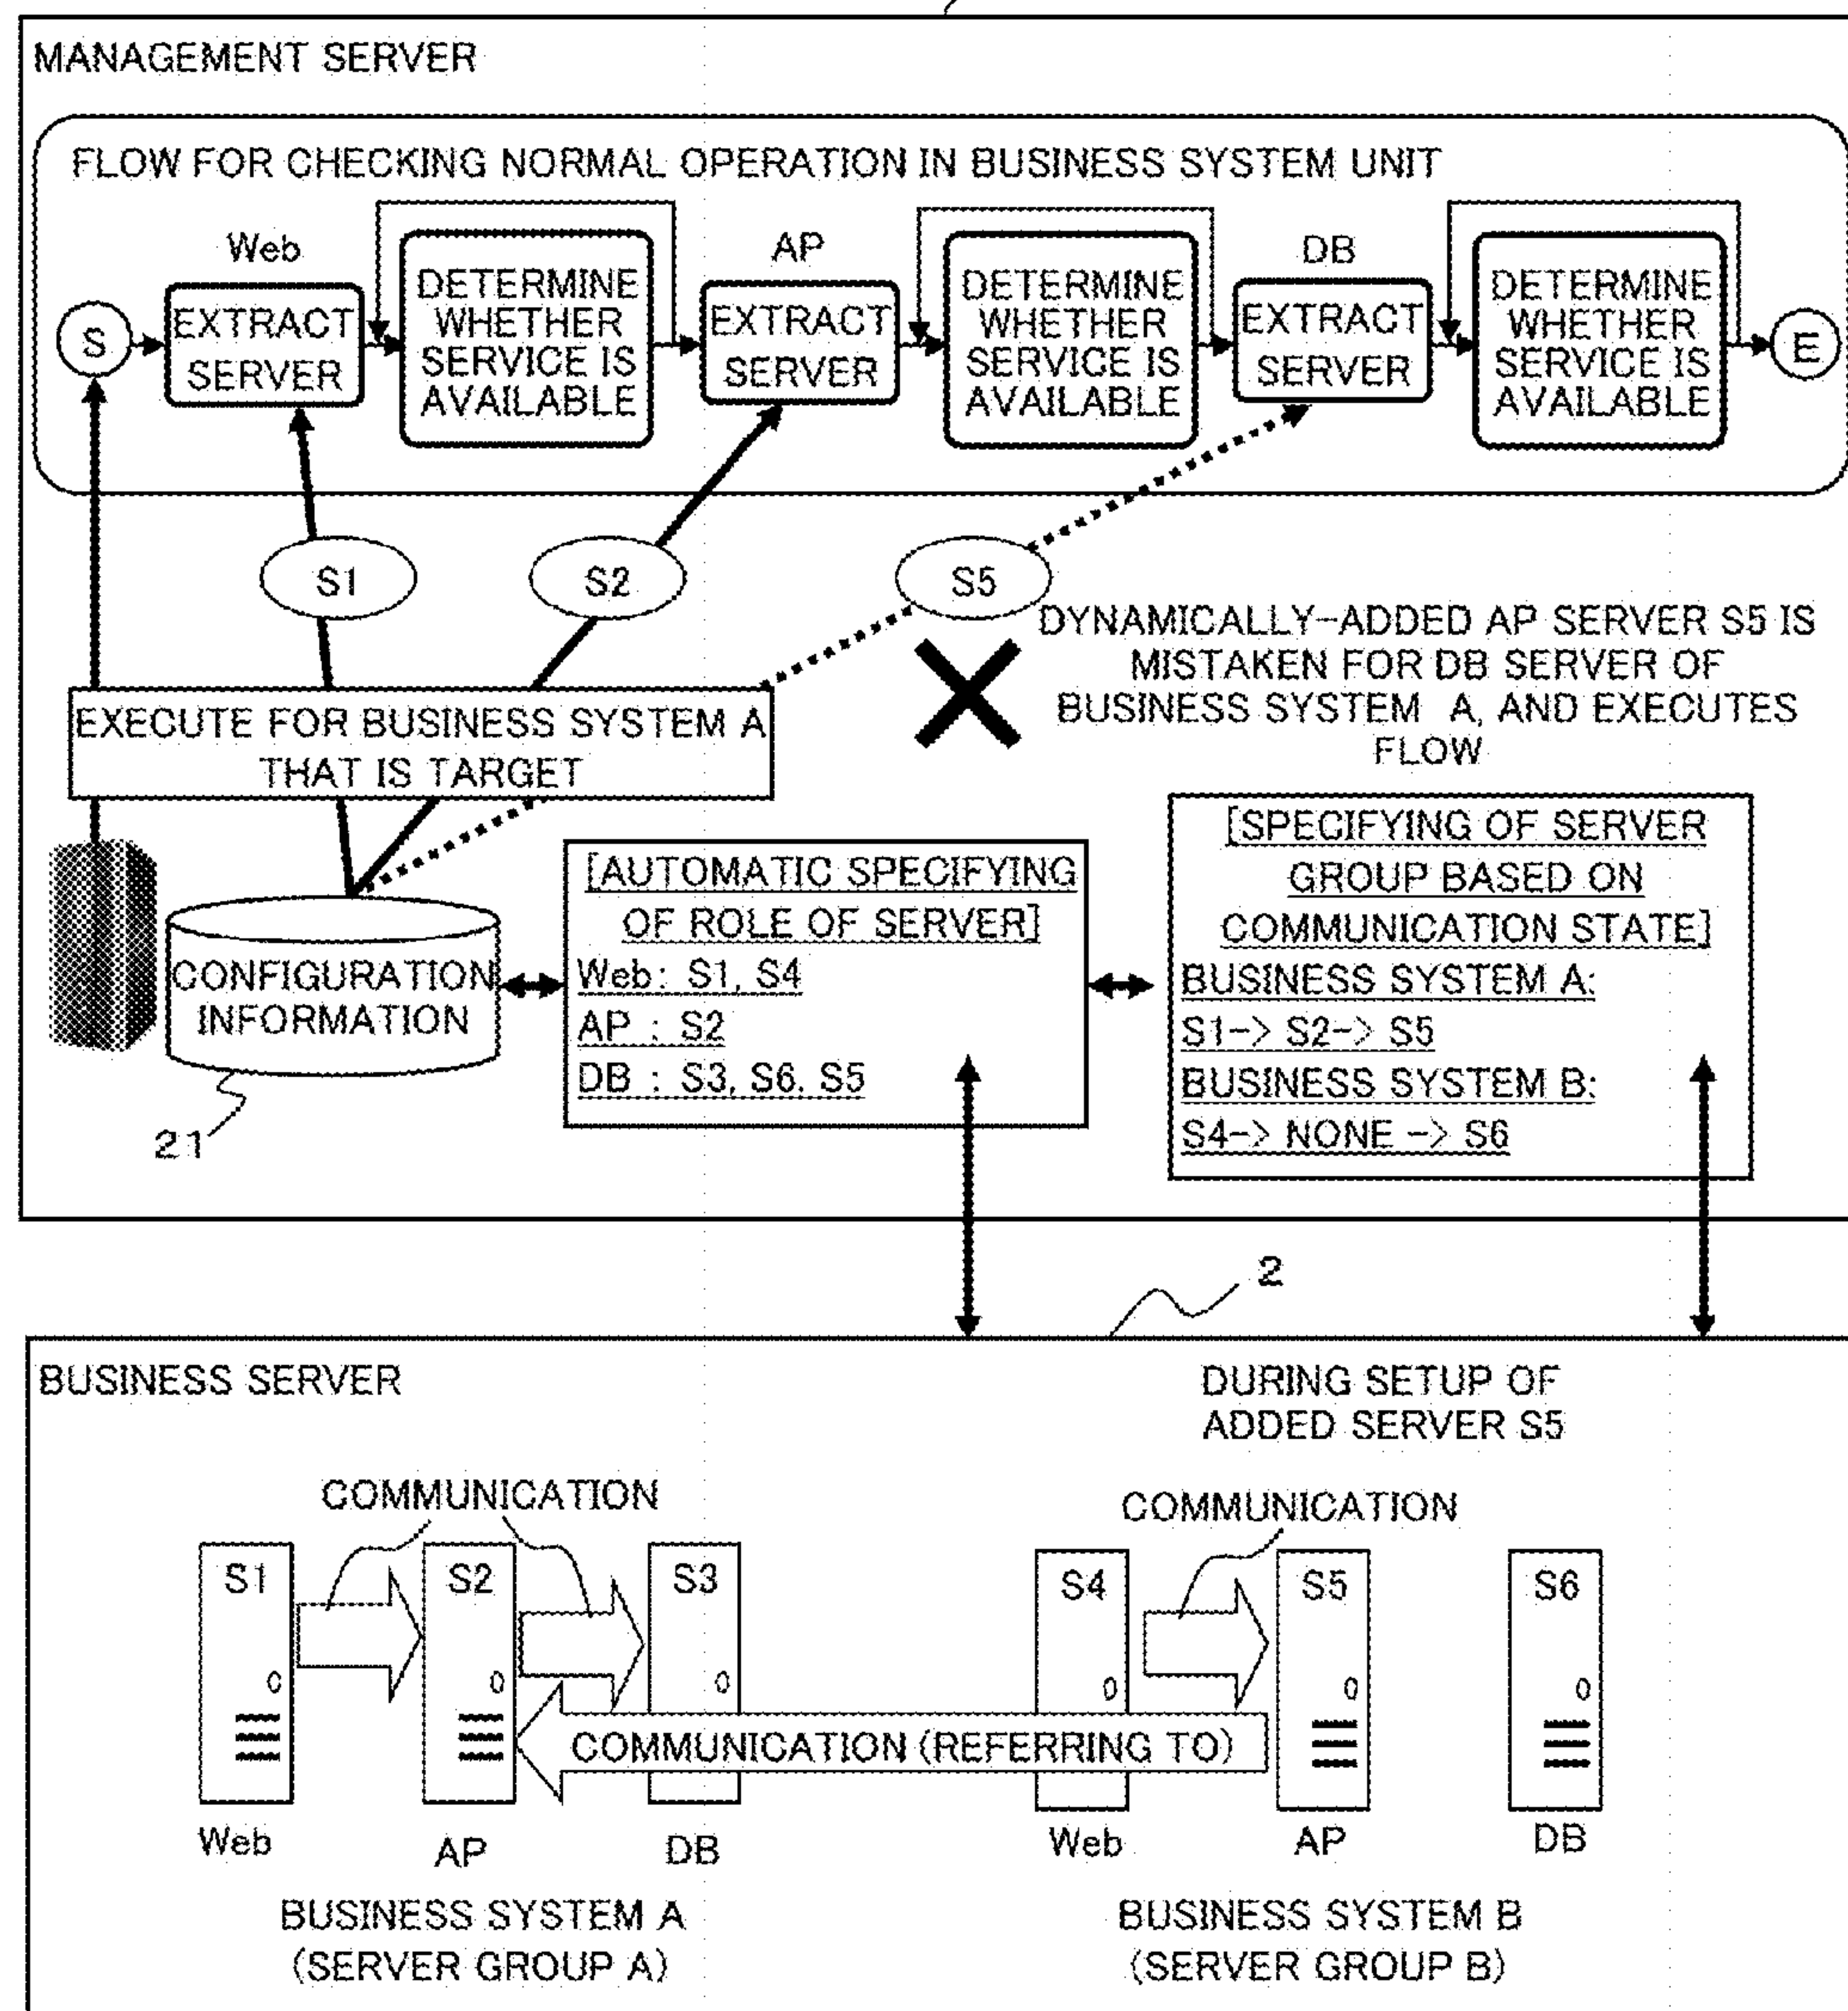 MANAGEMENT SERVER
FLOW FOR CHECKING NORMAL OPERATION IN BUSINESS SYSTEM UNIT
Web
AP
DB
S
EXTRACT
SERVER
DETERMINE
WHETHER
SERVICE IS
AVAILABLE
EXTRACT
SERVER
DETERMINE
WHETHER
SERVICE IS
AVAILABLE
EXTRACT
SERVER
DETERMINE
WHETHER
SERVICE IS
AVAILABLE
E
S1
S2
S5
DYNAMICALLY-ADDED AP SERVER S5 IS
MISTAKEN FOR DB SERVER OF
BUSINESS SYSTEM A, AND EXECUTES
FLOW
EXECUTE FOR BUSINESS SYSTEM A
THAT IS TARGET
CONFIGURATION
INFORMATION
21
[AUTOMATIC SPECIFYING
OF ROLE OF SERVER]
Web: S1, S4
AP : S2
DB : S3, S6. S5
[SPECIFYING OF SERVER
GROUP BASED ON
COMMUNICATION STATE]
BUSINESS SYSTEM A:
S1-> S2-> S5
BUSINESS SYSTEM B:
S4-> NONE -> S6
2
BUSINESS SERVER
DURING SETUP OF
ADDED SERVER S5
COMMUNICATION
COMMUNICATION
S1
S2
S3
S4
S5
S6
COMMUNICATION (REFERRING TO)
Web
AP
DB
Web
AP
DB
BUSINESS SYSTEM A
(SERVER GROUP A)
BUSINESS SYSTEM B
(SERVER GROUP B)